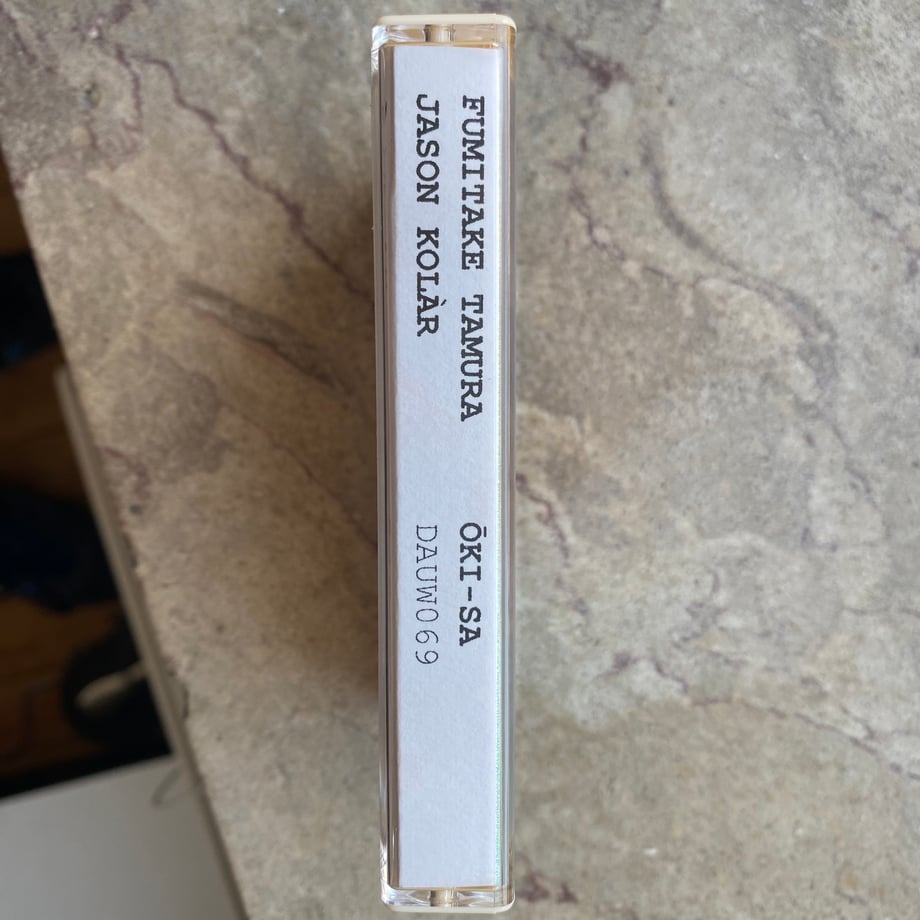 FUMITAKE TAMURA
JASON KOLÀR
ŌKI-SA
DAUW069